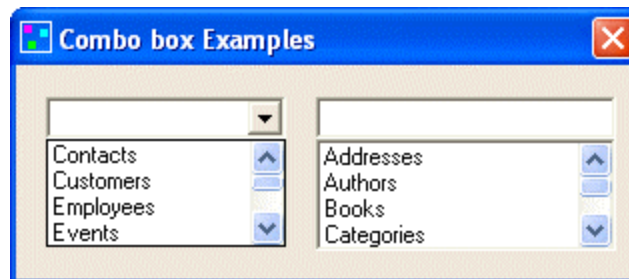 Combo box Examples
Contacts
Customers
Employees
Events
Addresses
Authors
Books
Categories